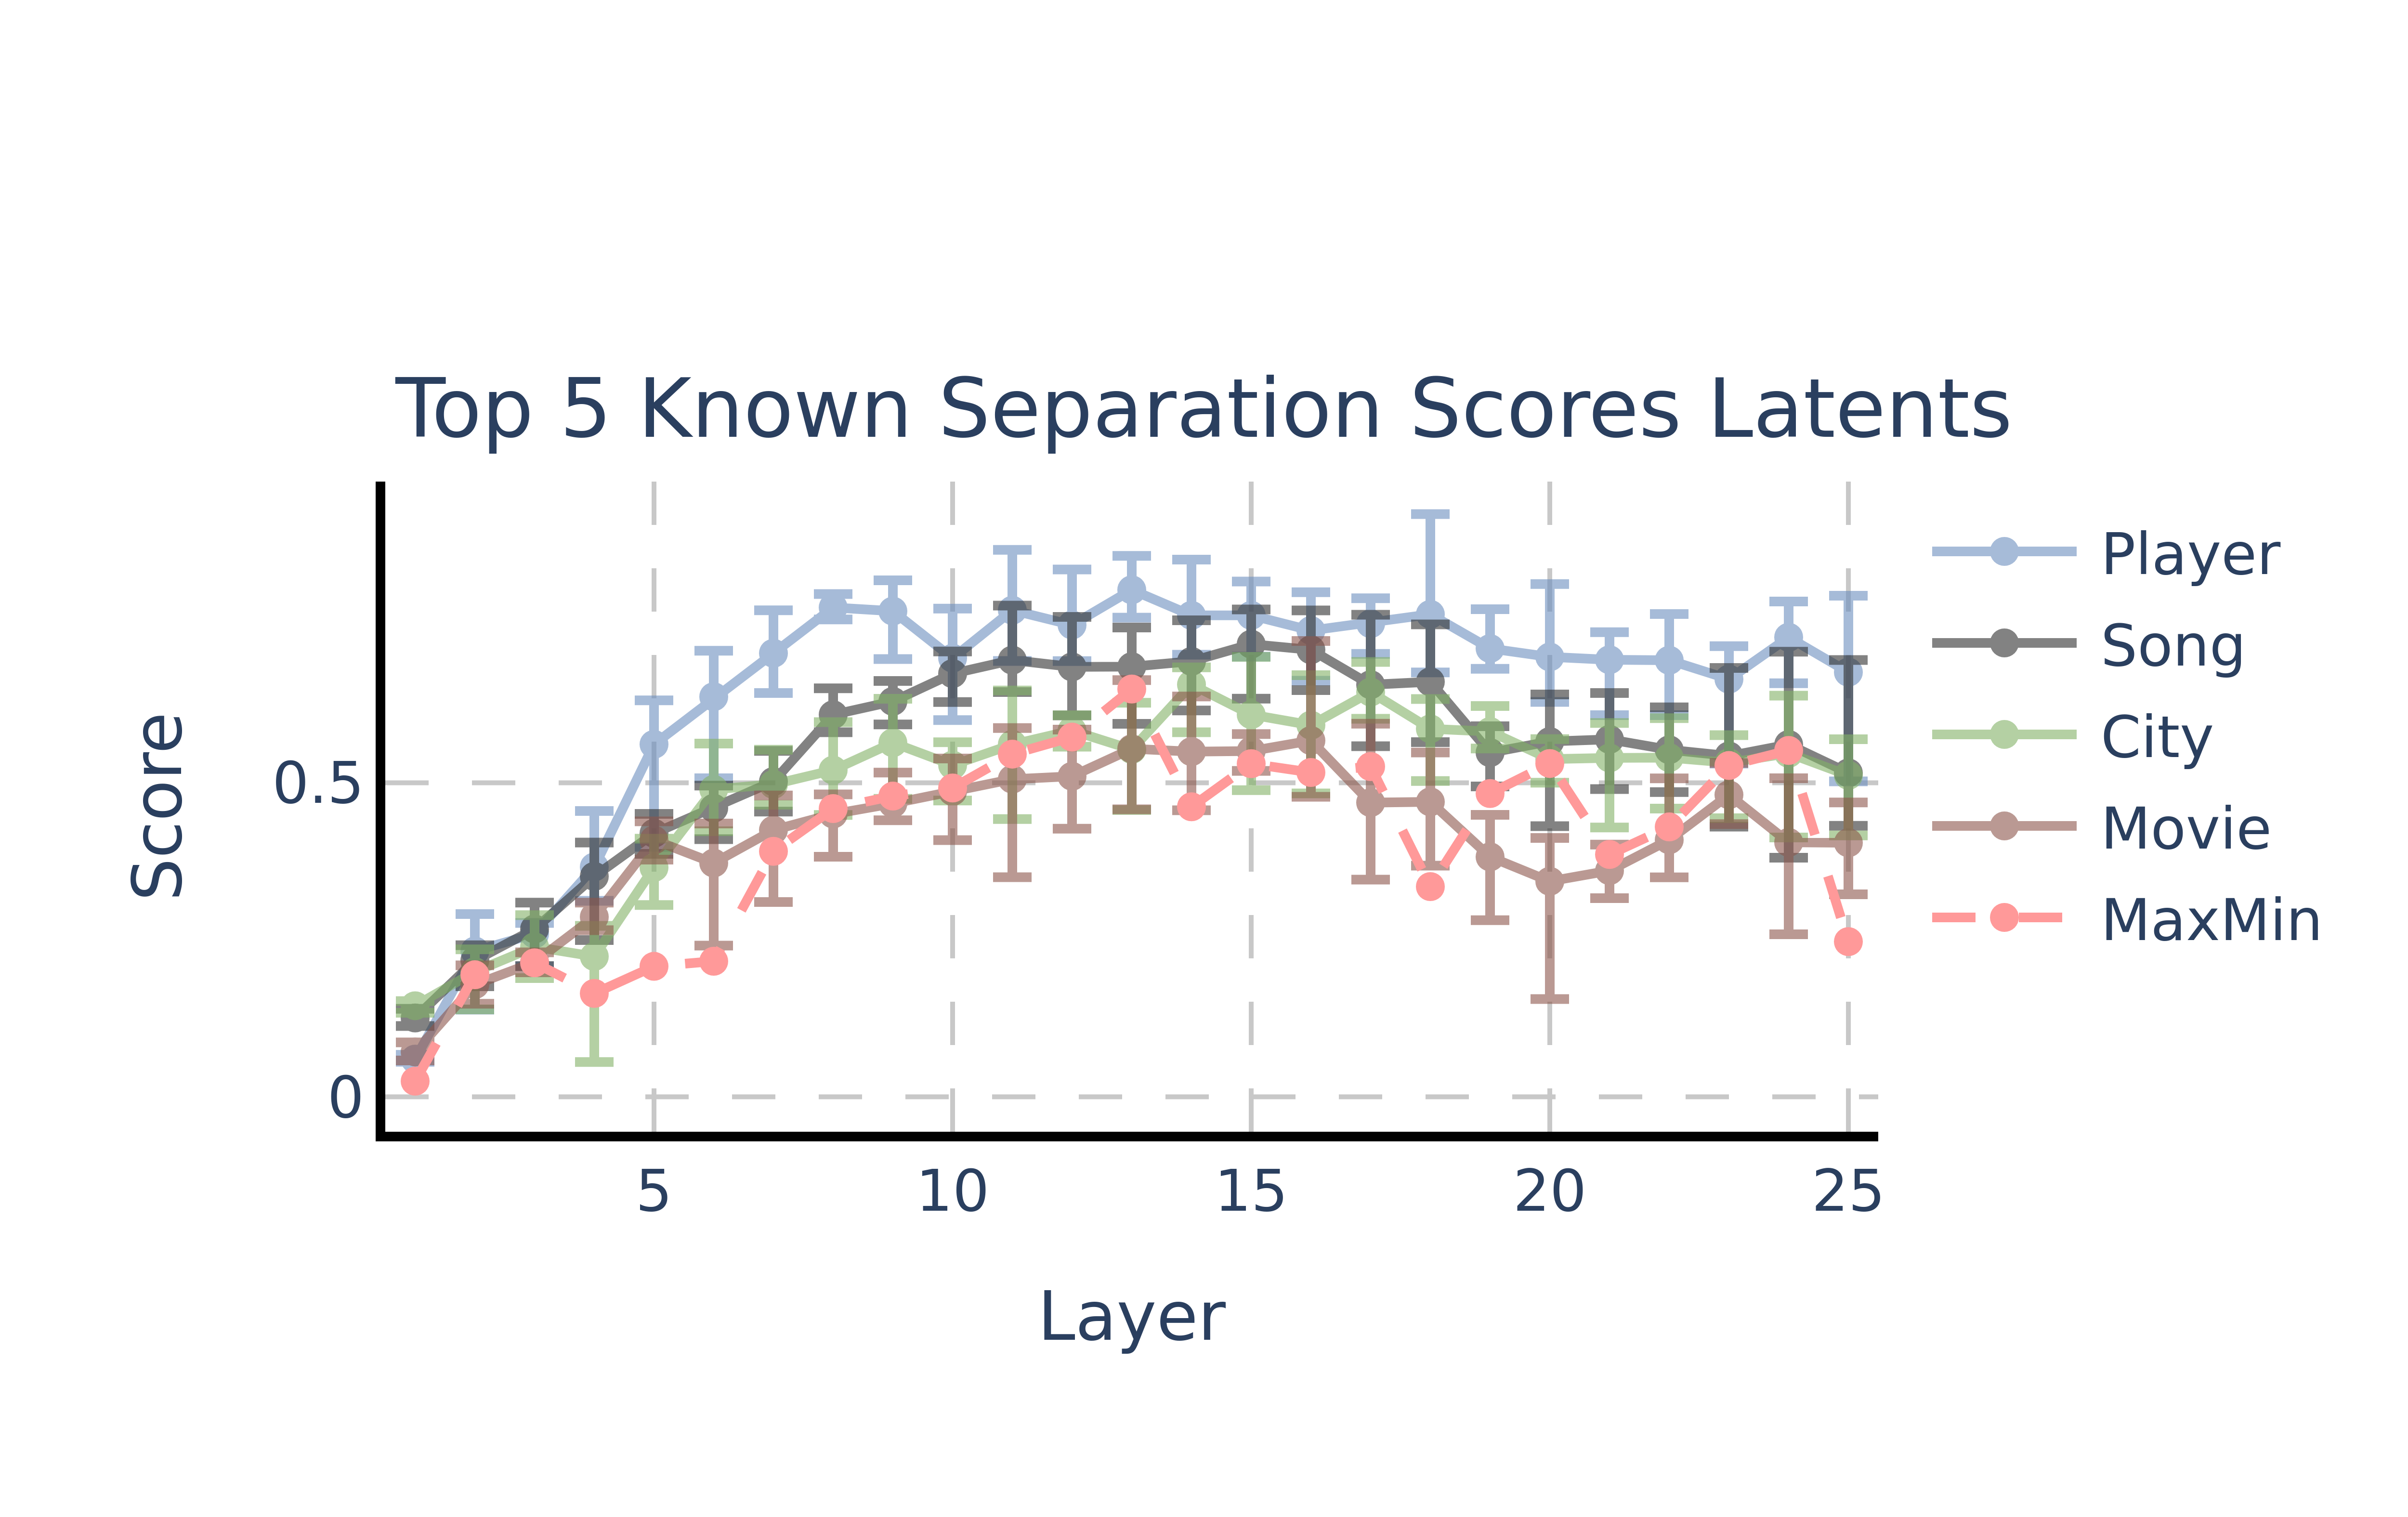 Top 5 Known Separation Scores Latents
Score
0.5
0
5 10 15 20 25
Layer
Player
Song
City
Movie
MaxMin